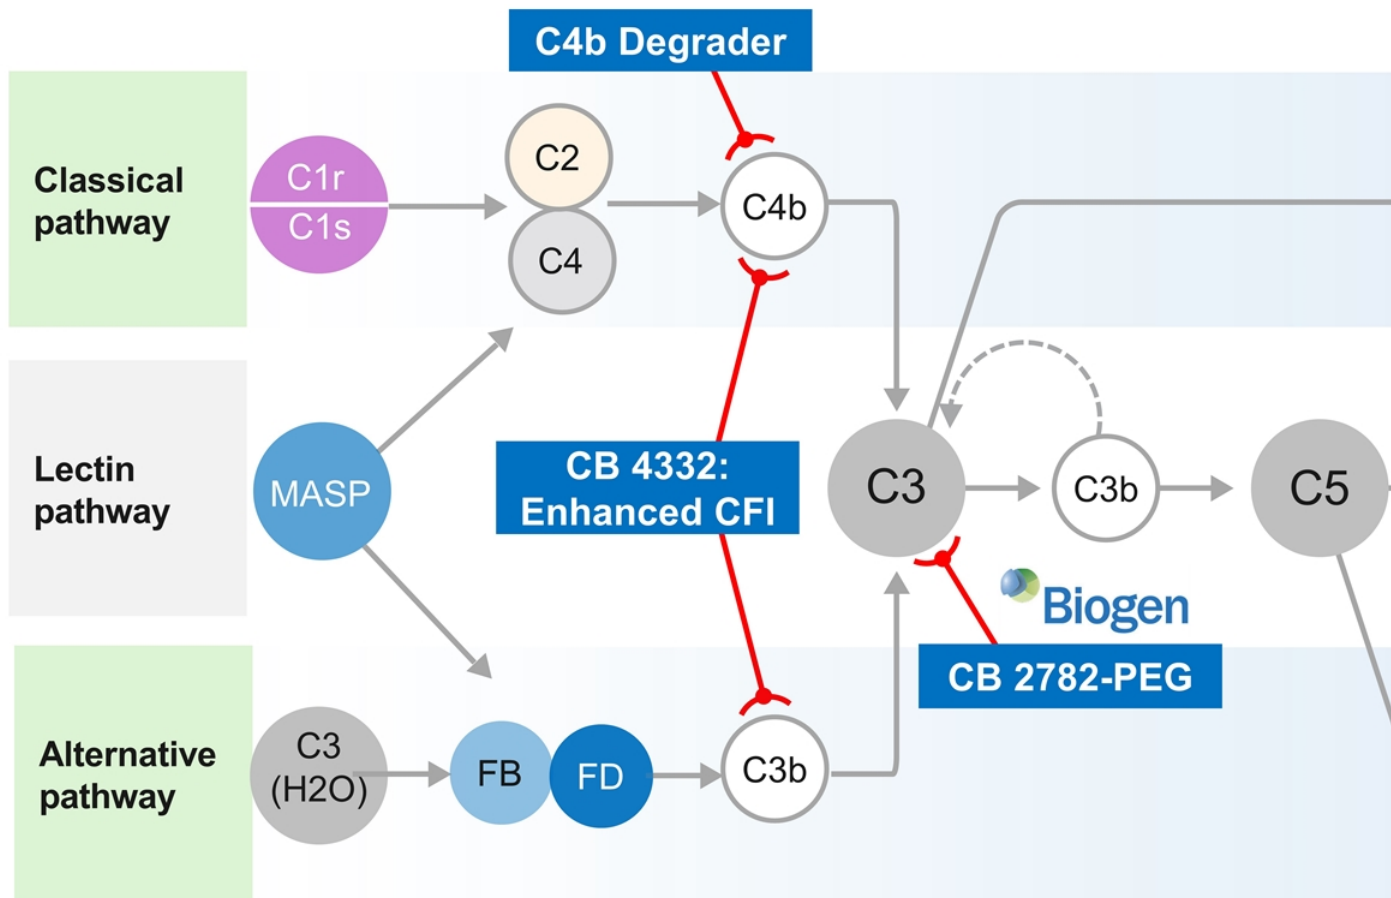 C4b Degrader
Classical
pathway
C1r
C1s
C2
C4
C4b
Lectin
pathway
MASP
CB 4332:
Enhanced CFI
C3
C3b
C5
Biogen
CB 2782-PEG
Alternative
pathway
C3
(H2O)
FB
FD
C3b